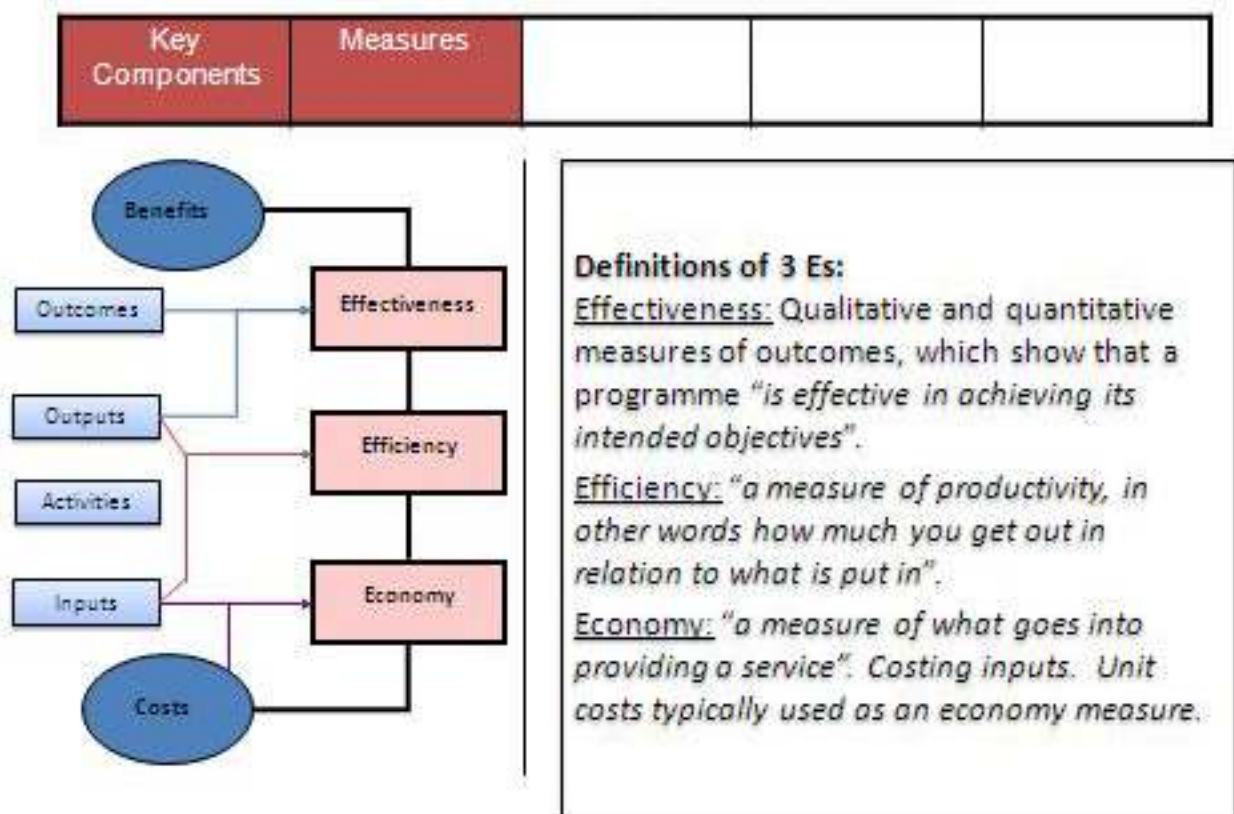 Key
Components
Measures
Benefits
Outcomes
Effectiveness
Outputs
Efficiency
Activities
Inputs
Economy
Costs
Definitions of 3 Es:
Effectiveness: Qualitative and quantitative
measures of outcomes, which show that a
programme “is effective in achieving its
intended objectives”.
Efficiency: “a measure of productivity, in
other words how much you get out in
relation to what is put in”.
Economy: “a measure of what goes into
providing a service”. Costing inputs. Unit
costs typically used as an economy measure.